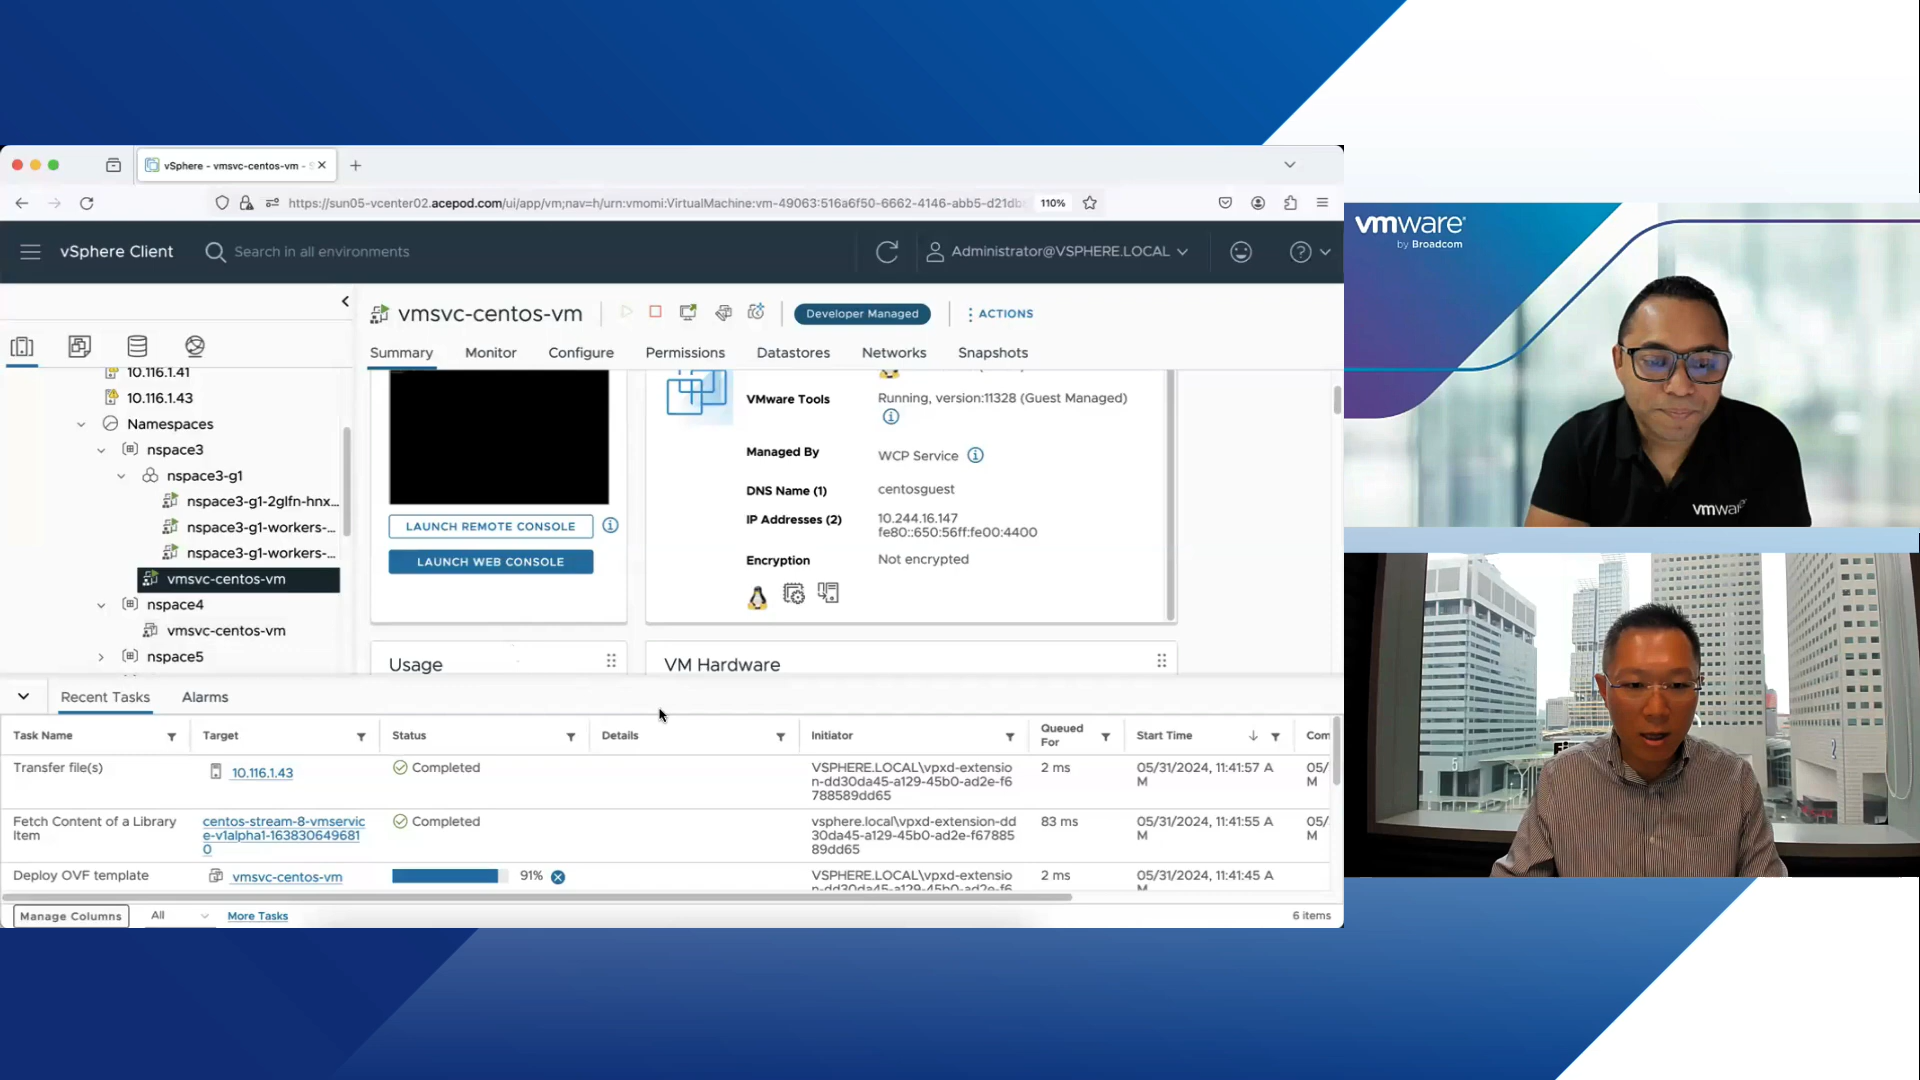 vSphere - vmsvc-centos-vm -
https://sun05-vcenter02.acepod.com/ui/app/vm;nav=h/urn:vmomi:VirtualMachine:vm-49063:516a6f50-6662-4146-abb5-d21db
110%
vSphere Client
Search in all environments
Administrator@VSPHERE.LOCAL
vmsvc-centos-vm
Developer Managed
ACTIONS
Summary
Monitor
Configure
Permissions
Datastores
Networks
Snapshots
10.116.1.41
10.116.1.43
Namespaces
nspace3
nspace3-g1
nspace3-g1-2glfn-hnx...
nspace3-g1-workers-...
nspace3-g1-workers-...
vmsvc-centos-vm
nspace4
vmsvc-centos-vm
nspace5
LAUNCH REMOTE CONSOLE
LAUNCH WEB CONSOLE
VMware Tools
Running, version:11328 (Guest Managed)
Managed By
WCP Service
DNS Name (1)
centosguest
IP Addresses (2)
10.244.16.147
fe80::650:56ff:fe00:4400
Encryption
Not encrypted
Usage
VM Hardware
Recent Tasks
Alarms
Task Name
Target
Status
Details
Initiator
Queued
For
Start Time
Com
Transfer file(s)
10.116.1.43
Completed
VSPHERE.LOCAL\vpxd-extensio
n-dd30da45-a129-45b0-ad2e-f6
788589dd65
2 ms
05/31/2024, 11:41:57 A
M
05/
M
Fetch Content of a Library
Item
centos-stream-8-vmservic
e-v1alpha1-163830649681
0
Completed
vsphere.local\vpxd-extension-dd
30da45-a129-45b0-ad2e-f67885
89dd65
83 ms
05/31/2024, 11:41:55 A
M
05/
M
Deploy OVF template
vmsvc-centos-vm
91%
VSPHERE.LOCAL\vpxd-extensio
n-dd30da45-a129-45b0-ad2e-f6
2 ms
05/31/2024, 11:41:45 A
M
05/
Manage Columns
All
More Tasks
6 items
vmware
by Broadcom
vmwar